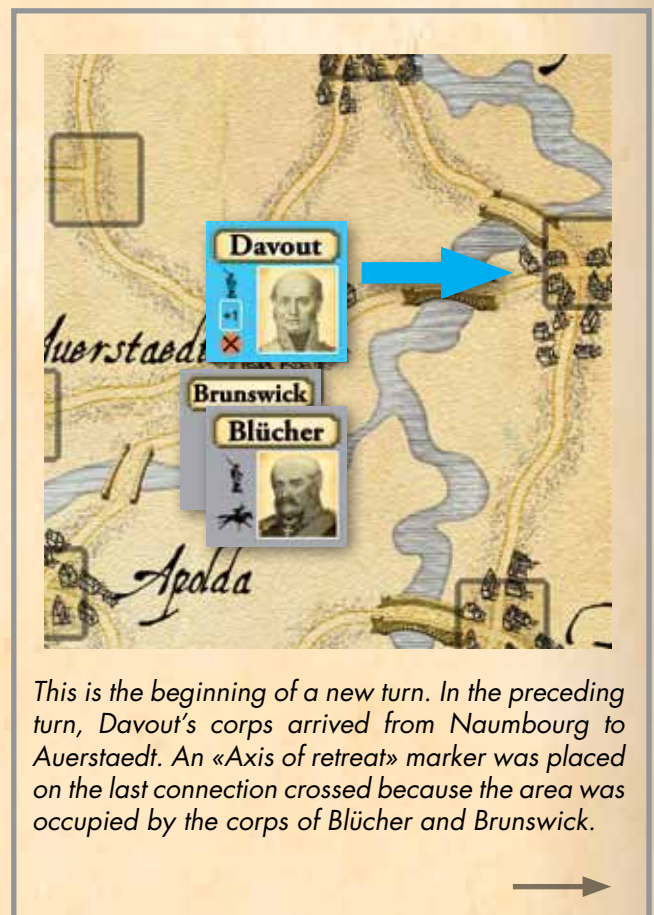 Davout
+1
Auerstaedt
Brunswick
Blücher
Apolda
This is the beginning of a new turn. In the preceding
turn, Davout's corps arrived from Naumbourg to
Auerstaedt. An «Axis of retreat» marker was placed
on the last connection crossed because the area was
occupied by the corps of Blücher and Brunswick.